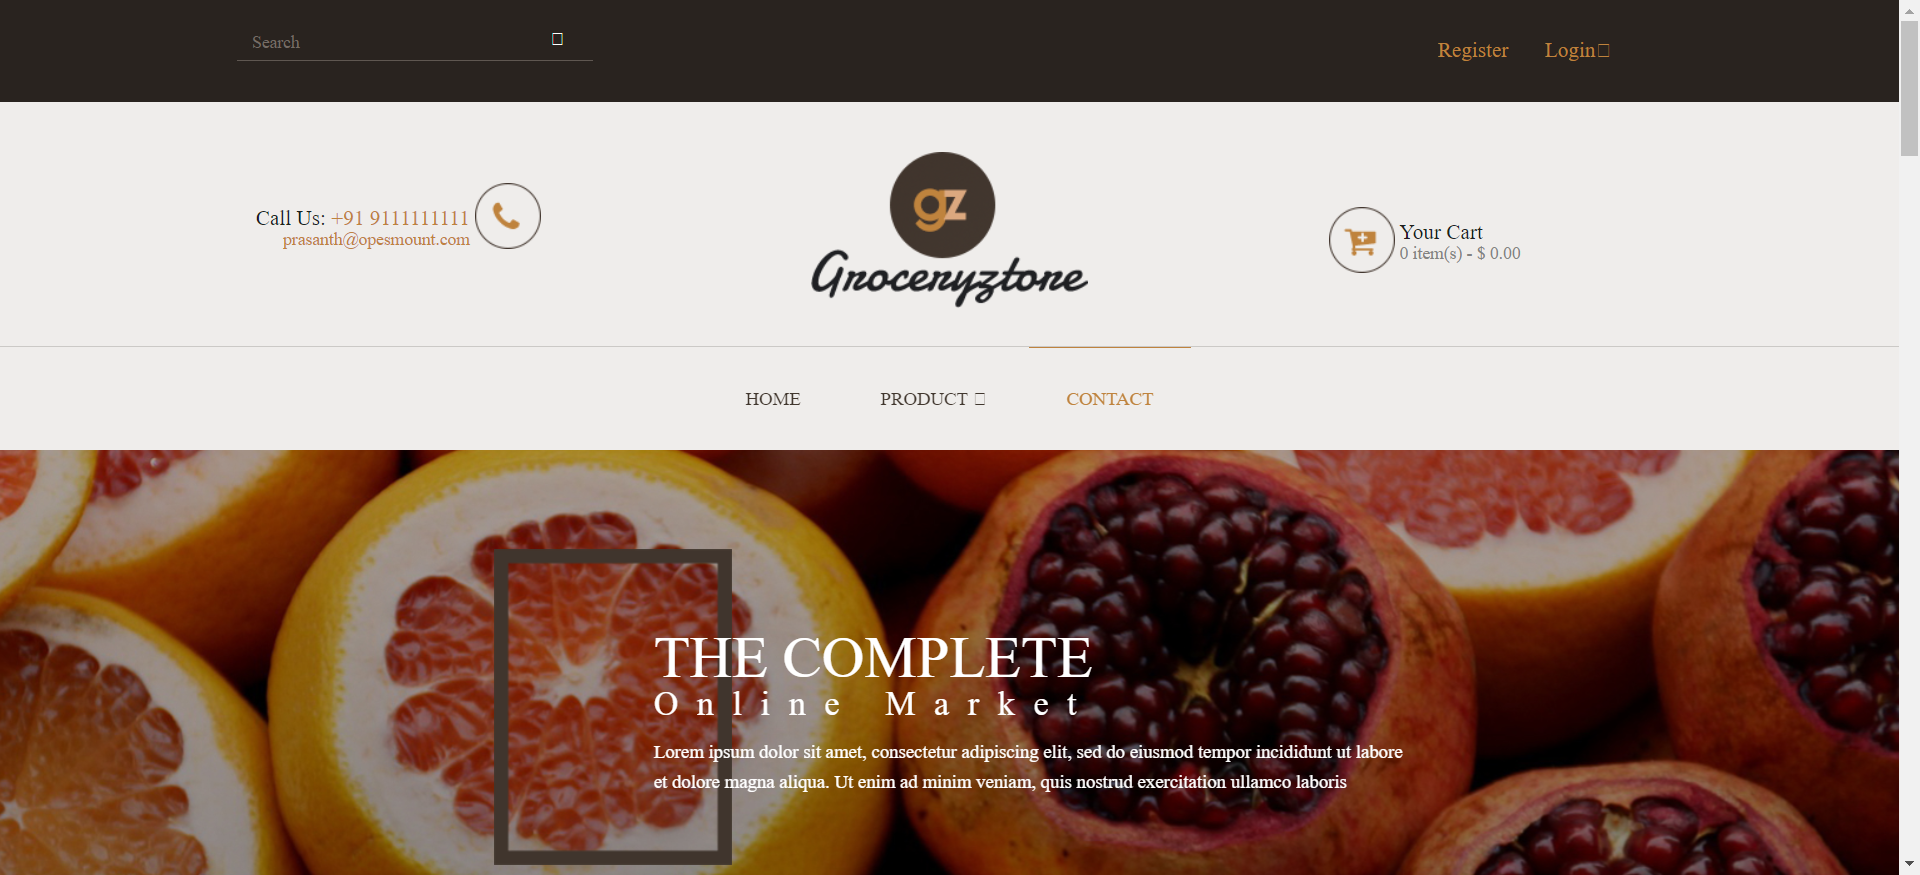 Search
Register Login
Call Us: +91 9111111111
prasanth@opesmount.com
gz
Groceryztore
Your Cart
0 item(s) - $ 0.00
HOME PRODUCT CONTACT
THE COMPLETE
Online Market
Lorem ipsum dolor sit amet, consectetur adipiscing elit, sed do eiusmod tempor incididunt ut labore
et dolore magna aliqua. Ut enim ad minim veniam, quis nostrud exercitation ullamco laboris